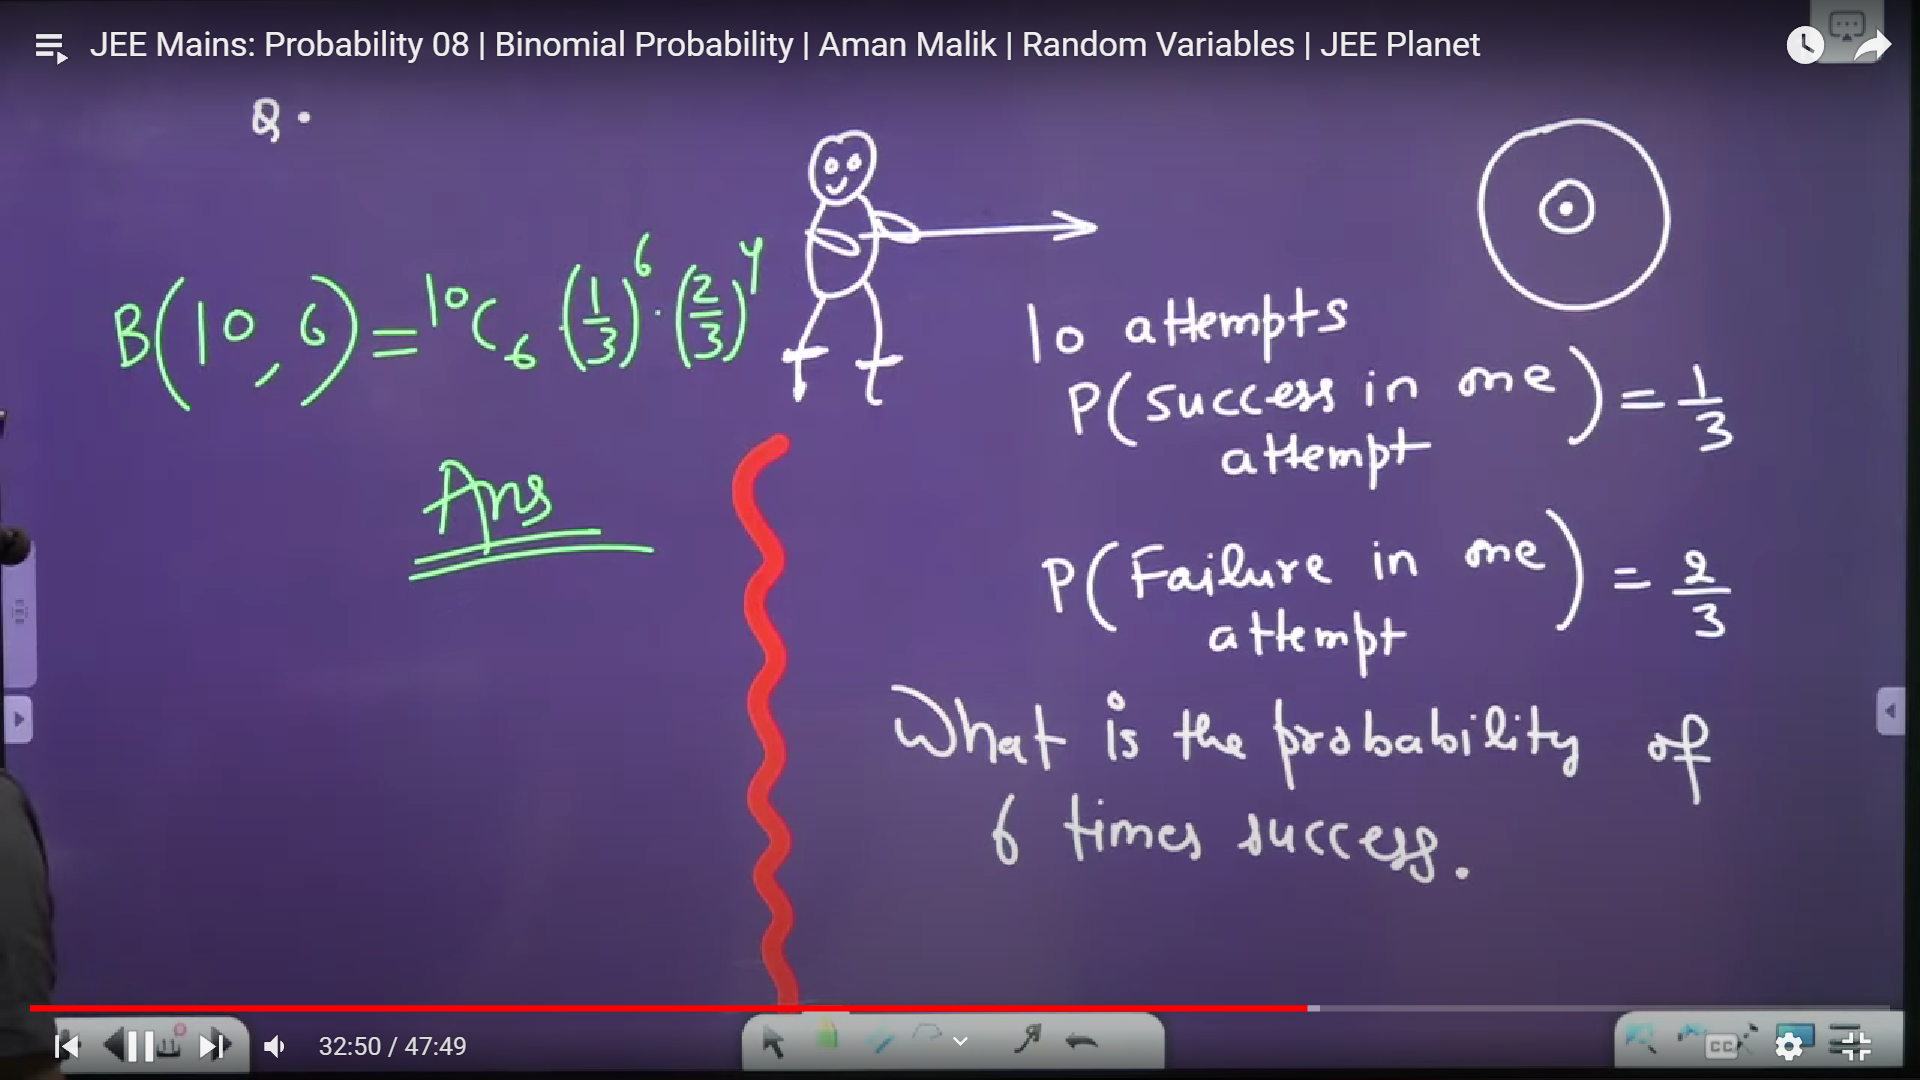 JEE Mains: Probability 08 | Binomial Probability | Aman Malik | Random Variables | JEE Planet
Q.
B(10, 6) = ¹⁰C₆ (1/3)⁶ · (2/3)⁴
Ans
10 attempts
P(success in one attempt) = 1/3
P(Failure in one attempt) = 2/3
What is the probability of
6 times success.
32:50 / 47:49
CC